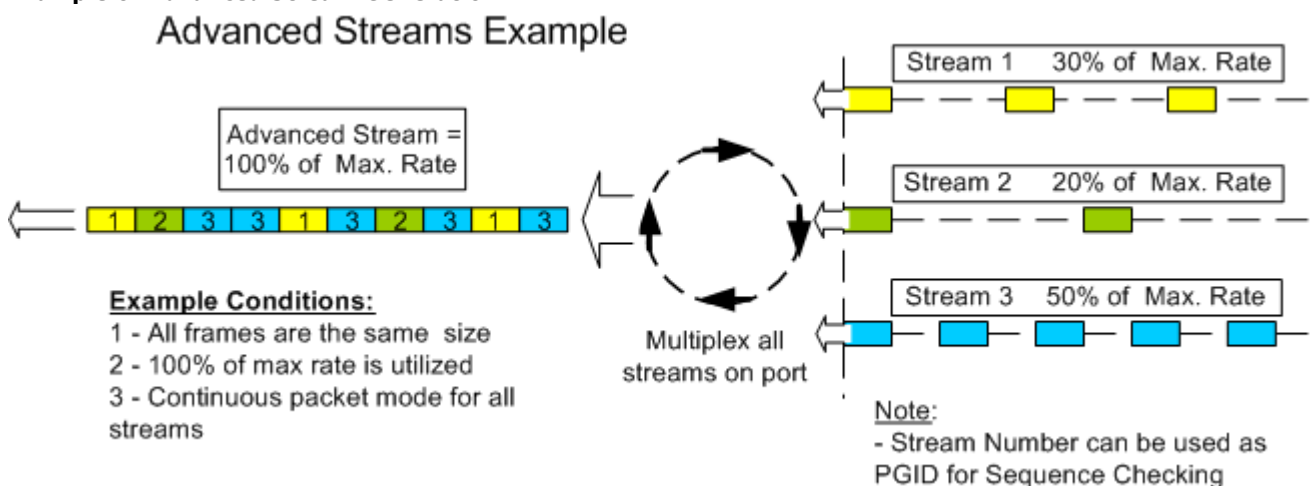 Advanced Streams Example
Stream 1 30% of Max. Rate
Advanced Stream =
100% of Max. Rate
Stream 2 20% of Max. Rate
1 2 3 3 1 3 2 3 1 3
Example Conditions:
1 - All frames are the same size
2 - 100% of max rate is utilized
3 - Continuous packet mode for all
streams
Multiplex all
streams on port
Stream 3 50% of Max. Rate
Note:
- Stream Number can be used as
PGID for Sequence Checking